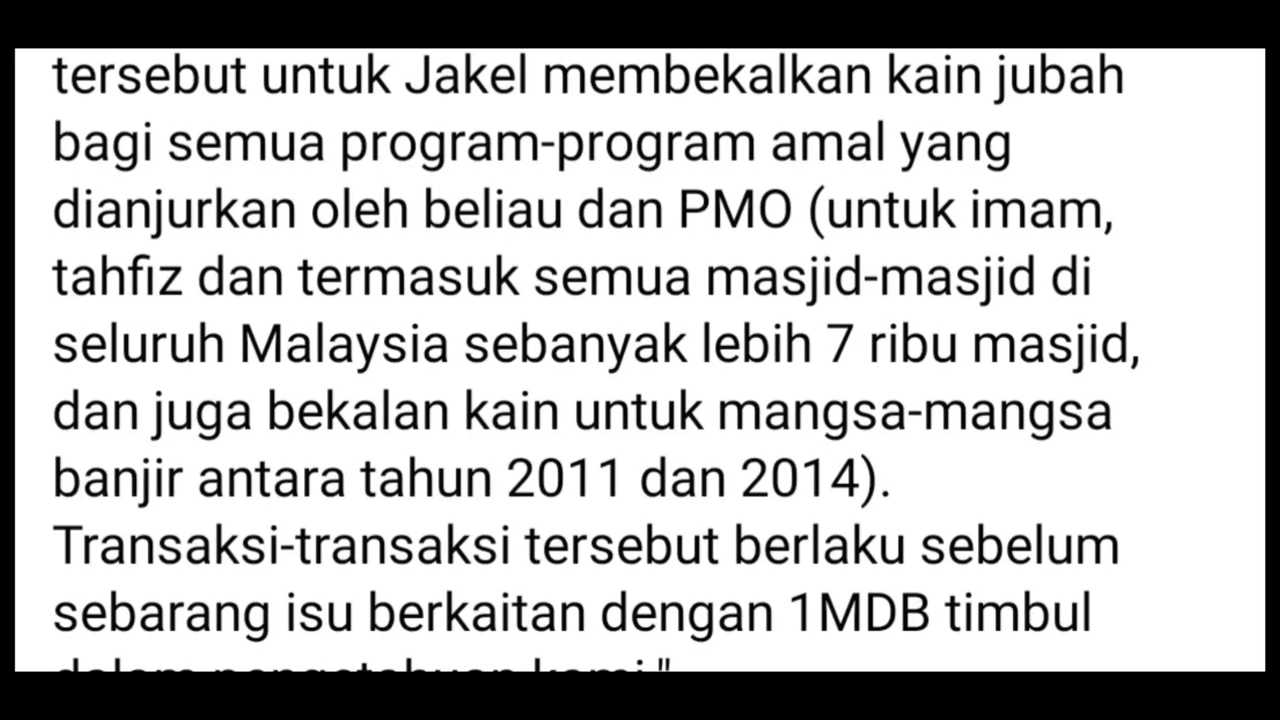 tersebut untuk Jakel membekalkan kain jubah
bagi semua program-program amal yang
dianjurkan oleh beliau dan PMO (untuk imam,
tahfiz dan termasuk semua masjid-masjid di
seluruh Malaysia sebanyak lebih 7 ribu masjid,
dan juga bekalan kain untuk mangsa-mangsa
banjir antara tahun 2011 dan 2014).
Transaksi-transaksi tersebut berlaku sebelum
sebarang isu berkaitan dengan 1MDB timbul
dalam pengetahuan kami."